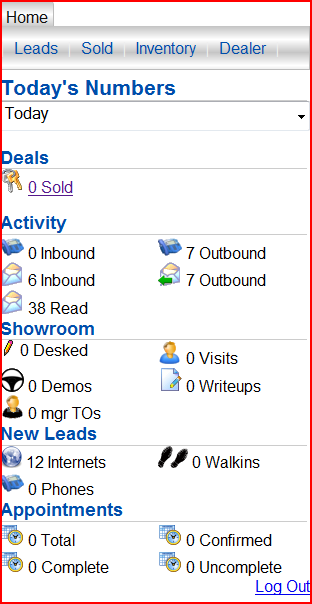 Home
Leads Sold Inventory Dealer
Today's Numbers
Today
Deals
0 Sold
Activity
0 Inbound 7 Outbound
6 Inbound 7 Outbound
38 Read
Showroom
0 Desked 0 Visits
0 Demos 0 Writeups
0 mgr TOs
New Leads
12 Internets 0 Walkins
0 Phones
Appointments
0 Total 0 Confirmed
0 Complete 0 Uncomplete
Log Out